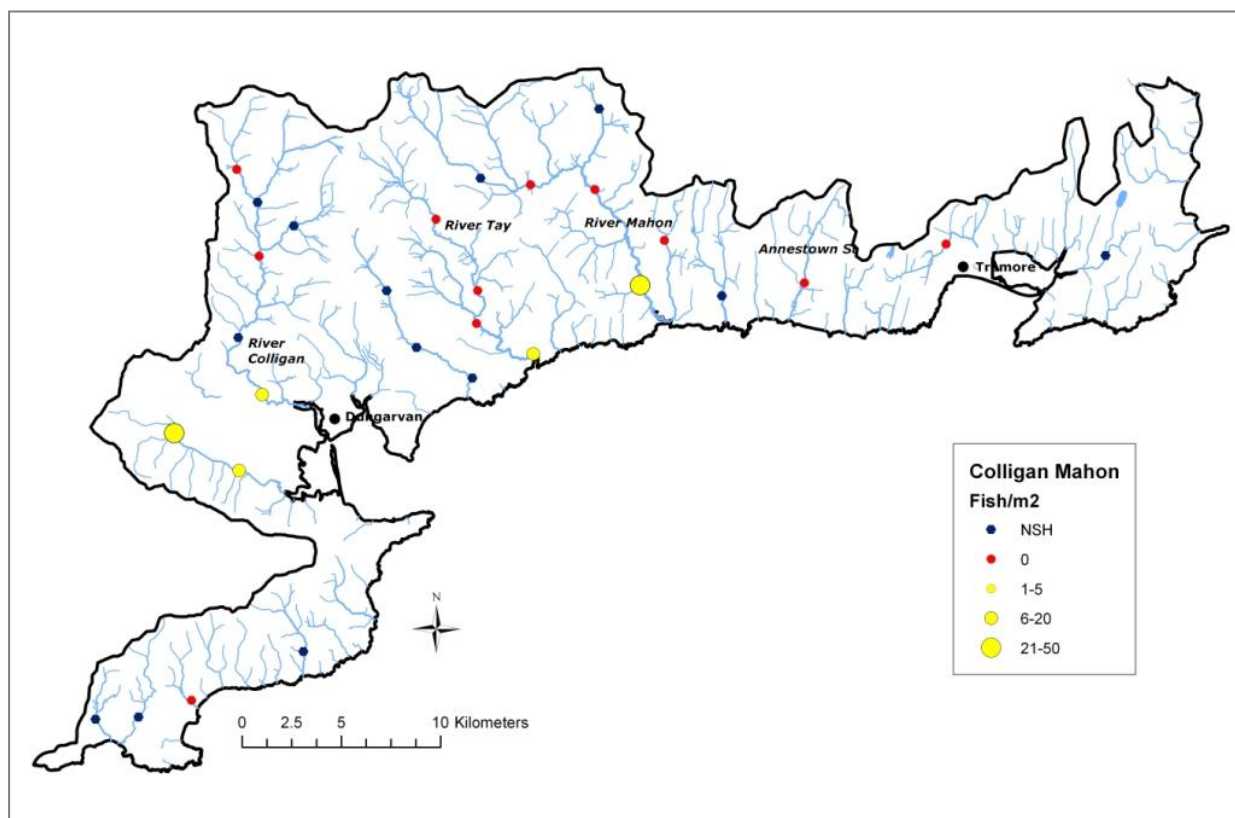 River Tay
River Mahon
Annestown St
Tramore
River
Colligan
Dungarvan
Colligan Mahon
Fish/m2
NSH
0
1-5
6-20
21-50
N
0 2.5 5 10 Kilometers